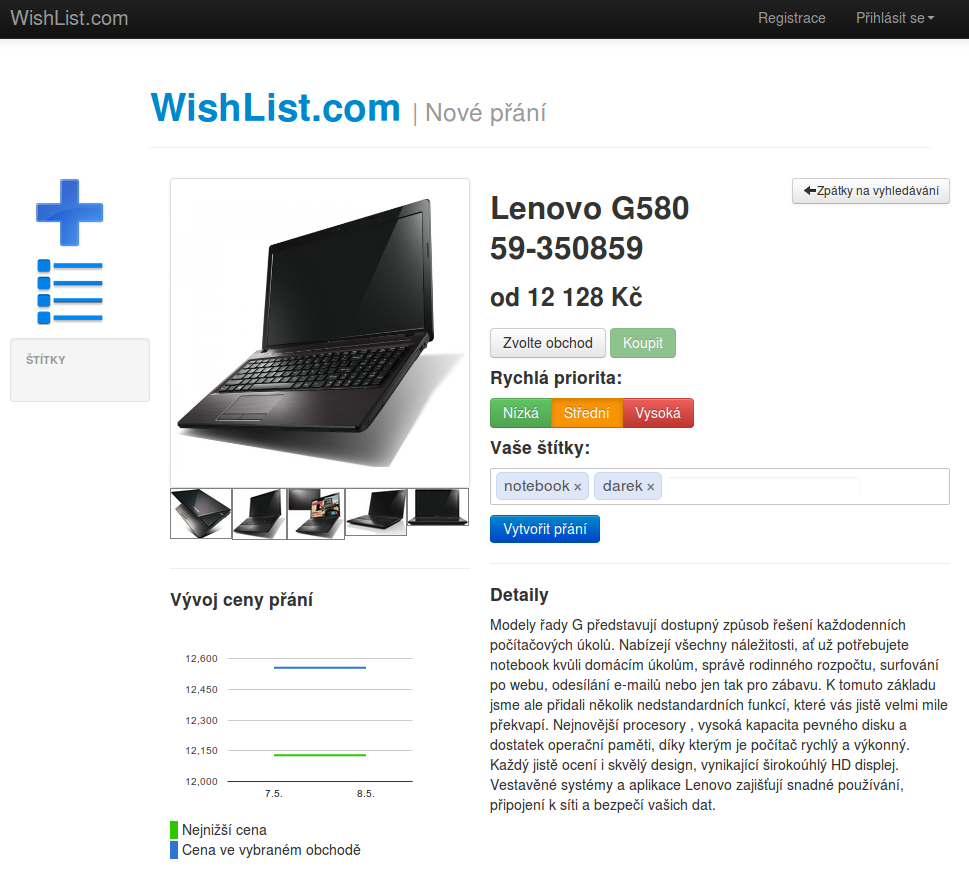 WishList.com
Registrace
Přihlásit se
WishList.com | Nové přání
Zpátky na vyhledávání
Lenovo G580
59-350859
od 12 128 Kč
Zvolte obchod
Koupit
Rychlá priorita:
Nízká
Střední
Vysoká
Vaše štítky:
notebook ×
darek ×
Vytvořit přání
ŠTÍTKY
Vývoj ceny přání
12,600
12,450
12,300
12,150
12,000
7.5.
8.5.
Nejnižší cena
Cena ve vybraném obchodě
Detaily
Modely řady G představují dostupný způsob řešení každodenních
počítačových úkolů. Nabízejí všechny náležitosti, ať už potřebujete
notebook kvůli domácím úkolům, správě rodinného rozpočtu, surfování
po webu, odesílání e-mailů nebo jen tak pro zábavu. K tomuto základu
jsme ale přidali několik nedstandardních funkcí, které vás jistě velmi mile
překvapí. Nejnovější procesory , vysoká kapacita pevného disku a
dostatek operační paměti, díky kterým je počítač rychlý a výkonný.
Každý jistě ocení i skvělý design, vynikající širokoúhlý HD displej.
Vestavěné systémy a aplikace Lenovo zajišťují snadné používání,
připojení k síti a bezpečí vašich dat.